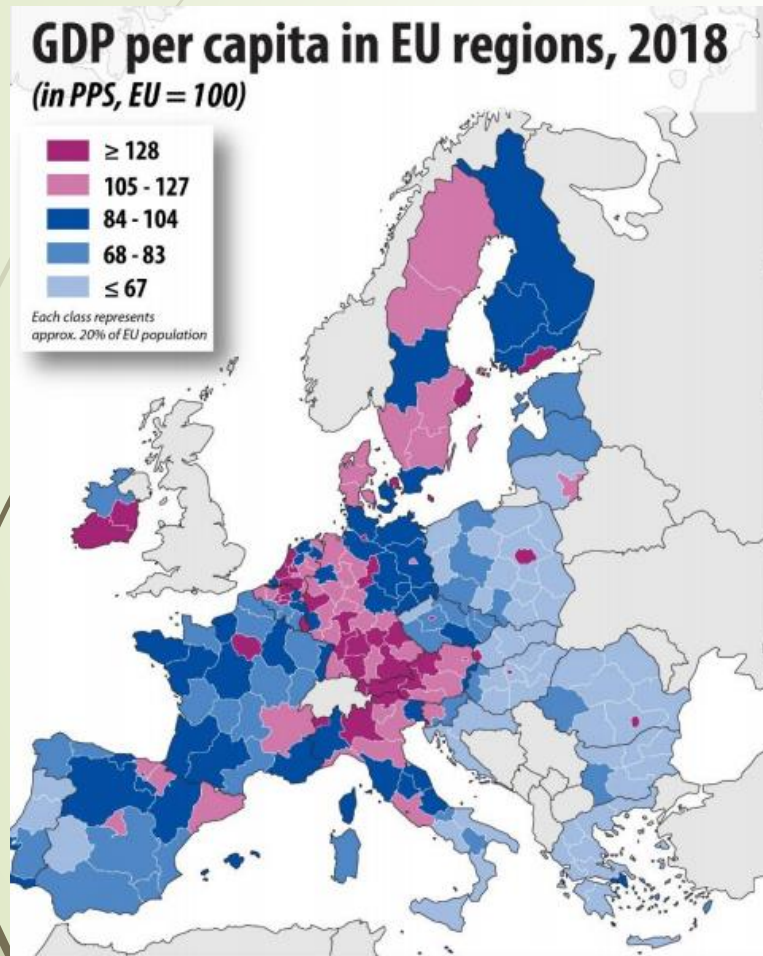 GDP per capita in EU regions, 2018
(in PPS, EU = 100)
≥ 128
105 - 127
84 - 104
68 - 83
≤ 67
Each class represents
approx. 20% of EU population